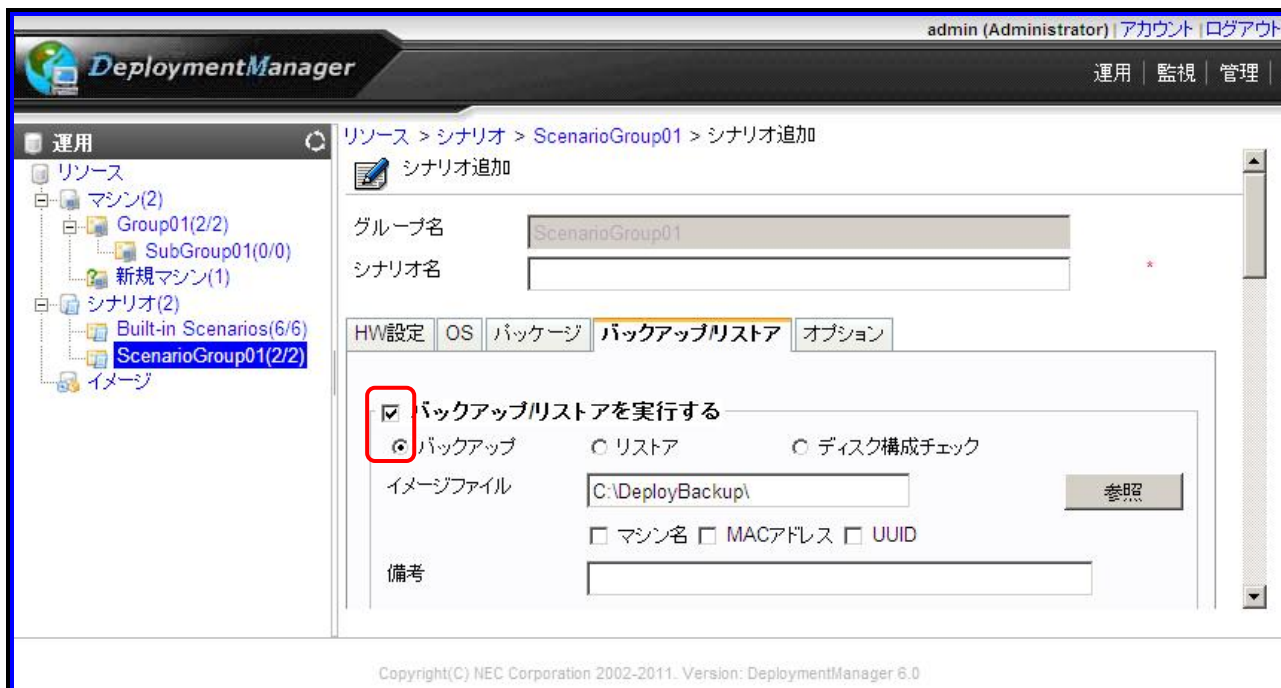 admin (Administrator) | アカウント | ログアウト
DeploymentManager
運用 | 監視 | 管理 |
運用
リソース
マシン(2)
Group01(2/2)
SubGroup01(0/0)
新規マシン(1)
シナリオ(2)
Built-in Scenarios(6/6)
ScenarioGroup01(2/2)
イメージ
リソース > シナリオ > ScenarioGroup01 > シナリオ追加
シナリオ追加
グループ名 ScenarioGroup01
シナリオ名 *
HW設定 OS パッケージ バックアップ/リストア オプション
バックアップ/リストアを実行する
バックアップ リストア ディスク構成チェック
イメージファイル C:\DeployBackup\ 参照
マシン名 MACアドレス UUID
備考
Copyright(C) NEC Corporation 2002-2011. Version: DeploymentManager 6.0